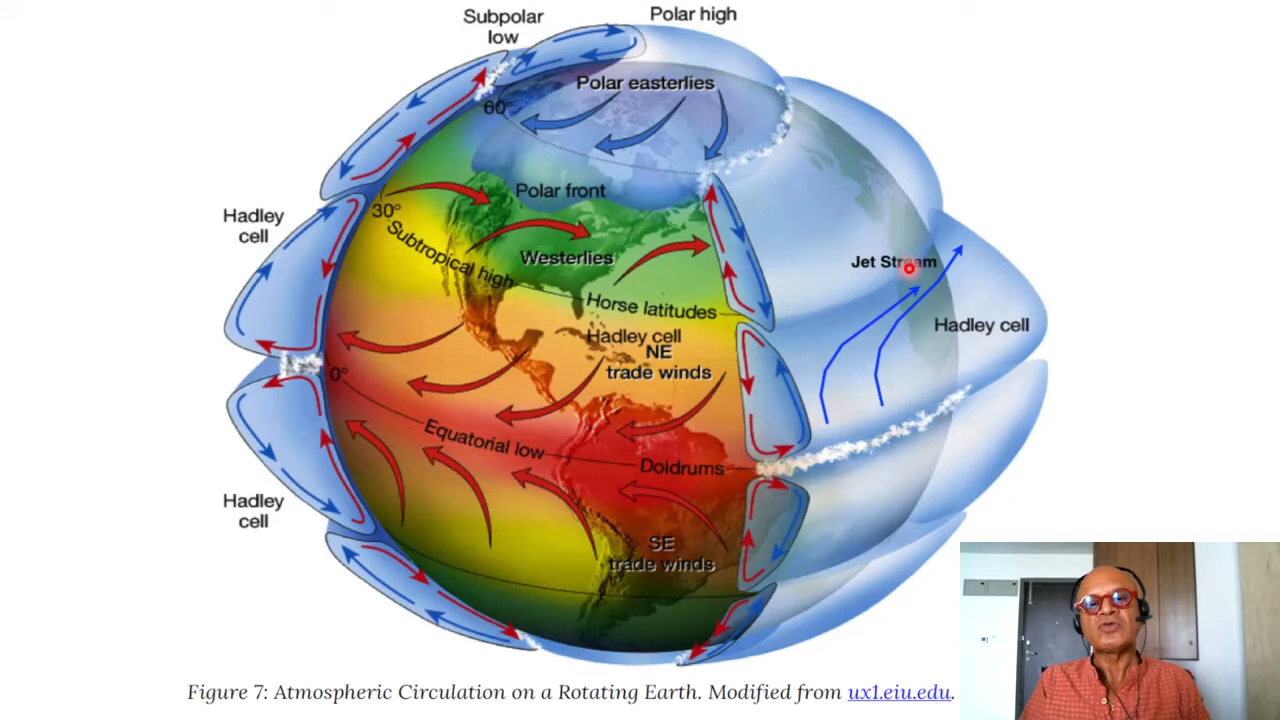 Subpolar
low
Polar high
Polar easterlies
60°
Polar front
30°
Hadley
cell
Subtropical high
Westerlies
Jet Stream
Horse latitudes
Hadley cell
Hadley cell
NE
trade winds
0°
Equatorial low
Doldrums
Hadley
cell
SE
trade winds
Figure 7: Atmospheric Circulation on a Rotating Earth. Modified from ux1.eiu.edu.